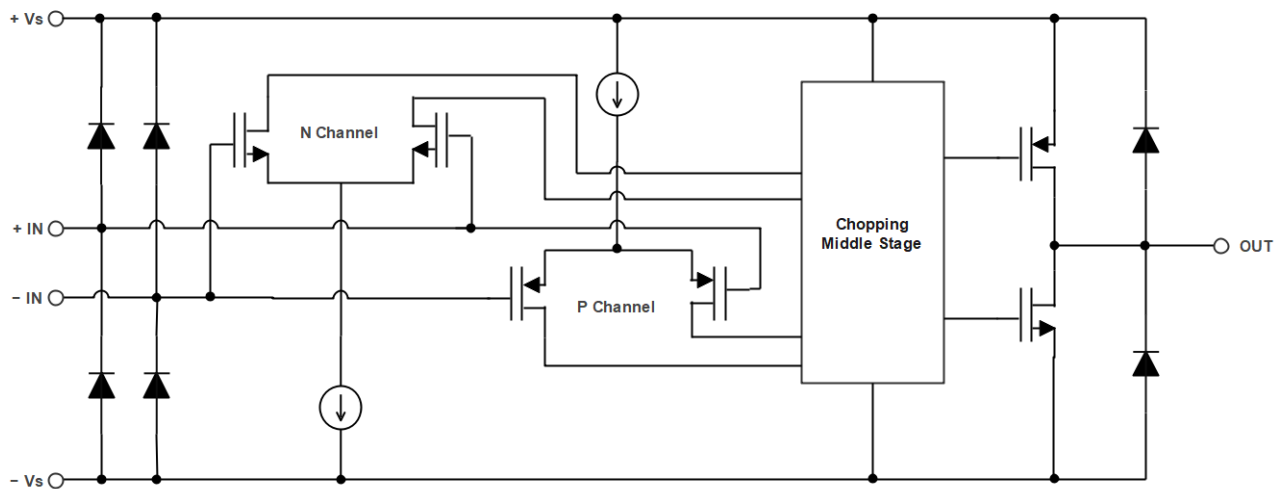 + Vs
N Channel
+ IN
Chopping
Middle Stage
OUT
− IN
P Channel
− Vs